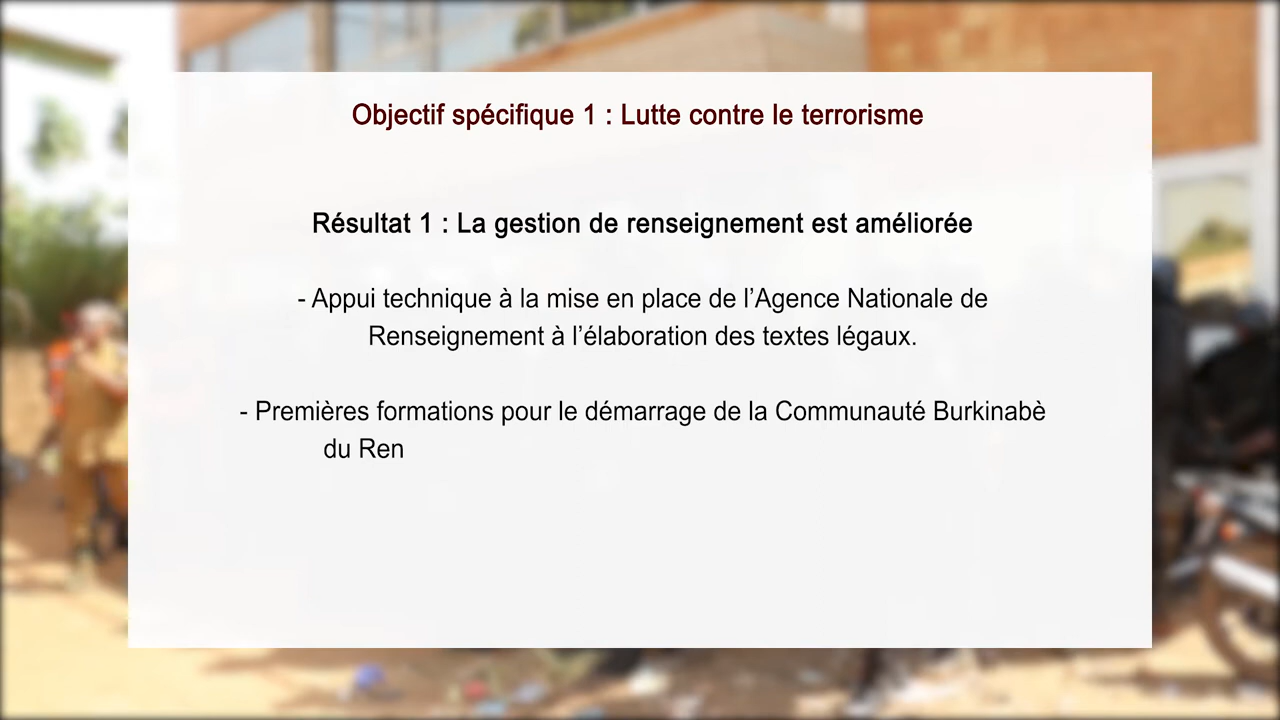 Objectif spécifique 1 : Lutte contre le terrorisme
Résultat 1 : La gestion de renseignement est améliorée
- Appui technique à la mise en place de l’Agence Nationale de
Renseignement à l’élaboration des textes légaux.
- Premières formations pour le démarrage de la Communauté Burkinabè
du Ren